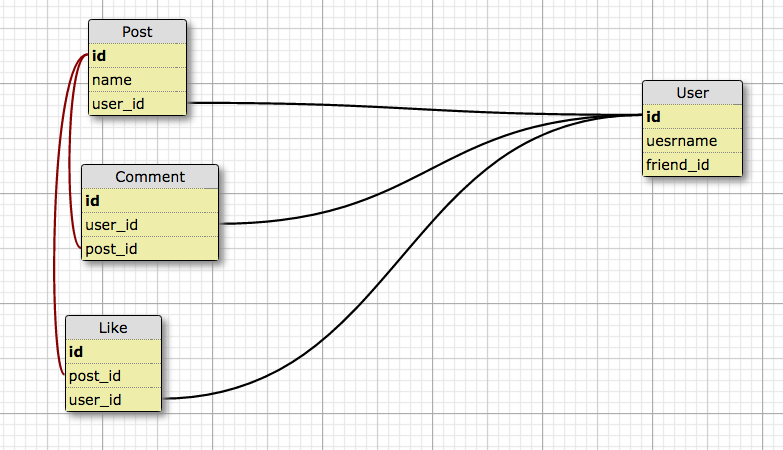 Post
id
name
user_id
Comment
id
user_id
post_id
Like
id
post_id
user_id
User
id
uesrname
friend_id